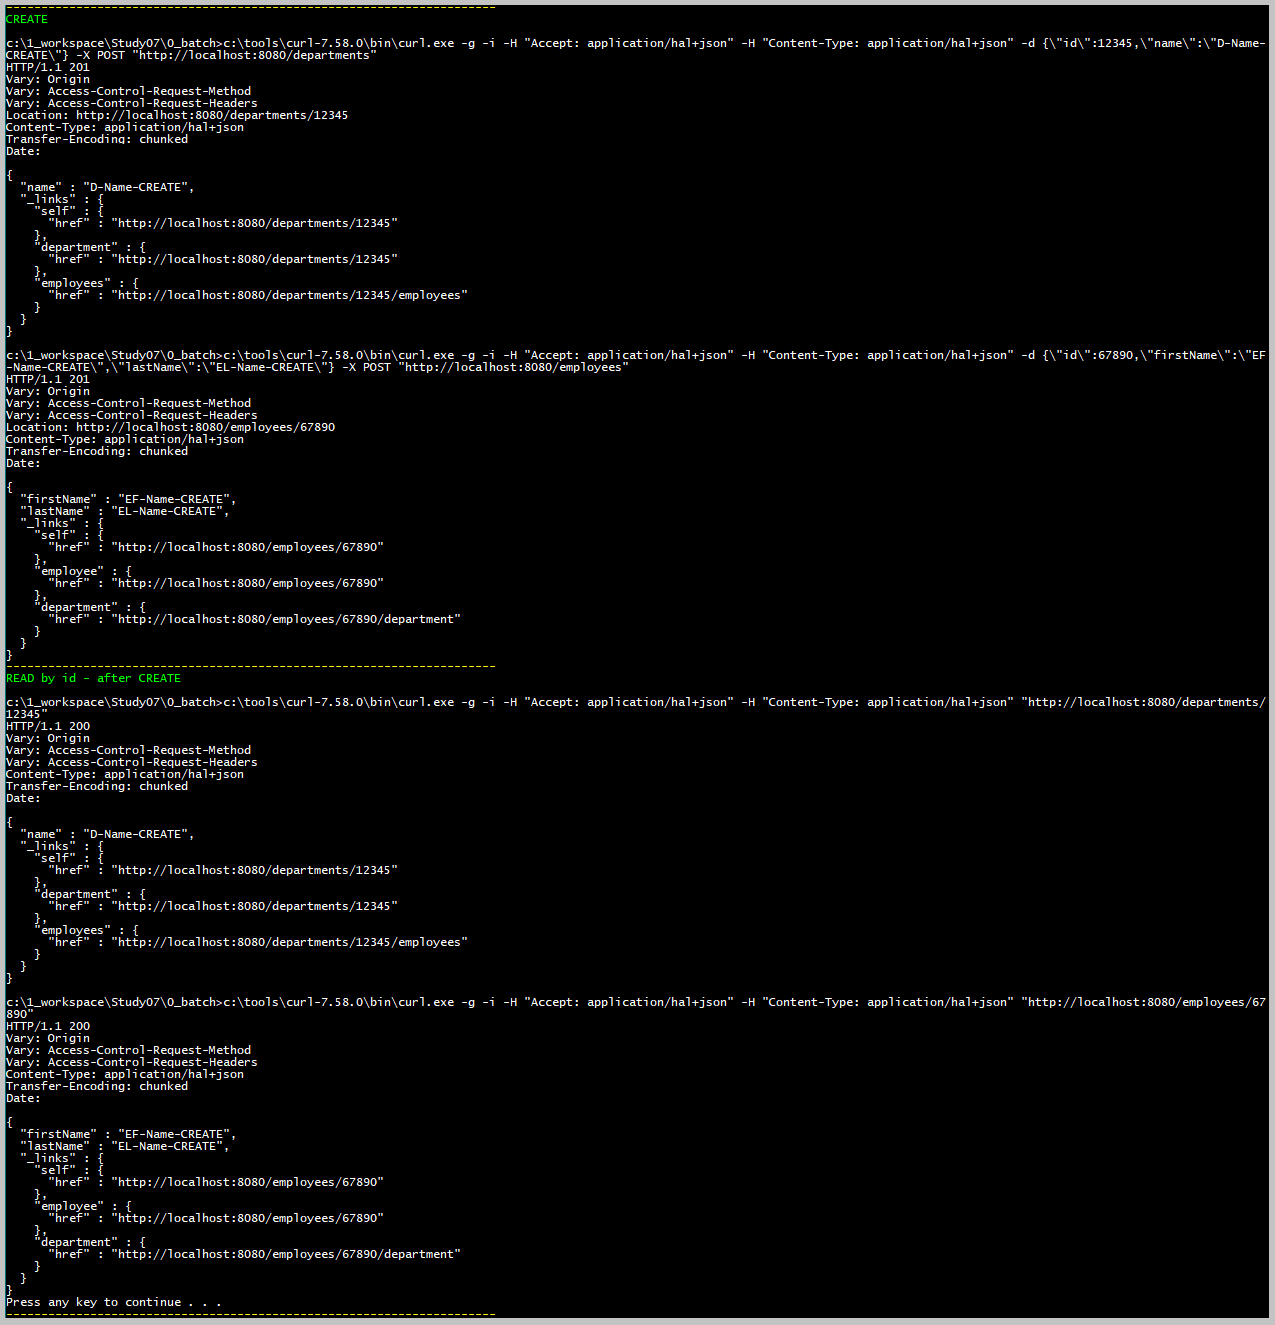 ----------------------------------------------------------------------
CREATE

c:\1_workspace\Study07\0_batch>c:\tools\curl-7.58.0\bin\curl.exe -g -i -H "Accept: application/hal+json" -H "Content-Type: application/hal+json" -d {\"id\":12345,\"name\":\"D-Name-
CREATE\"} -X POST "http://localhost:8080/departments"
HTTP/1.1 201
Vary: Origin
Vary: Access-Control-Request-Method
Vary: Access-Control-Request-Headers
Location: http://localhost:8080/departments/12345
Content-Type: application/hal+json
Transfer-Encoding: chunked
Date:

{
  "name" : "D-Name-CREATE",
  "_links" : {
    "self" : {
      "href" : "http://localhost:8080/departments/12345"
    },
    "department" : {
      "href" : "http://localhost:8080/departments/12345"
    },
    "employees" : {
      "href" : "http://localhost:8080/departments/12345/employees"
    }
  }
}

c:\1_workspace\Study07\0_batch>c:\tools\curl-7.58.0\bin\curl.exe -g -i -H "Accept: application/hal+json" -H "Content-Type: application/hal+json" -d {\"id\":67890,\"firstName\":\"EF
-Name-CREATE\",\"lastName\":\"EL-Name-CREATE\"} -X POST "http://localhost:8080/employees"
HTTP/1.1 201
Vary: Origin
Vary: Access-Control-Request-Method
Vary: Access-Control-Request-Headers
Location: http://localhost:8080/employees/67890
Content-Type: application/hal+json
Transfer-Encoding: chunked
Date:

{
  "firstName" : "EF-Name-CREATE",
  "lastName" : "EL-Name-CREATE",
  "_links" : {
    "self" : {
      "href" : "http://localhost:8080/employees/67890"
    },
    "employee" : {
      "href" : "http://localhost:8080/employees/67890"
    },
    "department" : {
      "href" : "http://localhost:8080/employees/67890/department"
    }
  }
}
----------------------------------------------------------------------
READ by id - after CREATE

c:\1_workspace\Study07\0_batch>c:\tools\curl-7.58.0\bin\curl.exe -g -i -H "Accept: application/hal+json" -H "Content-Type: application/hal+json" "http://localhost:8080/departments/
12345"
HTTP/1.1 200
Vary: Origin
Vary: Access-Control-Request-Method
Vary: Access-Control-Request-Headers
Content-Type: application/hal+json
Transfer-Encoding: chunked
Date:

{
  "name" : "D-Name-CREATE",
  "_links" : {
    "self" : {
      "href" : "http://localhost:8080/departments/12345"
    },
    "department" : {
      "href" : "http://localhost:8080/departments/12345"
    },
    "employees" : {
      "href" : "http://localhost:8080/departments/12345/employees"
    }
  }
}

c:\1_workspace\Study07\0_batch>c:\tools\curl-7.58.0\bin\curl.exe -g -i -H "Accept: application/hal+json" -H "Content-Type: application/hal+json" "http://localhost:8080/employees/67
890"
HTTP/1.1 200
Vary: Origin
Vary: Access-Control-Request-Method
Vary: Access-Control-Request-Headers
Content-Type: application/hal+json
Transfer-Encoding: chunked
Date:

{
  "firstName" : "EF-Name-CREATE",
  "lastName" : "EL-Name-CREATE",
  "_links" : {
    "self" : {
      "href" : "http://localhost:8080/employees/67890"
    },
    "employee" : {
      "href" : "http://localhost:8080/employees/67890"
    },
    "department" : {
      "href" : "http://localhost:8080/employees/67890/department"
    }
  }
}
Press any key to continue . . .
----------------------------------------------------------------------